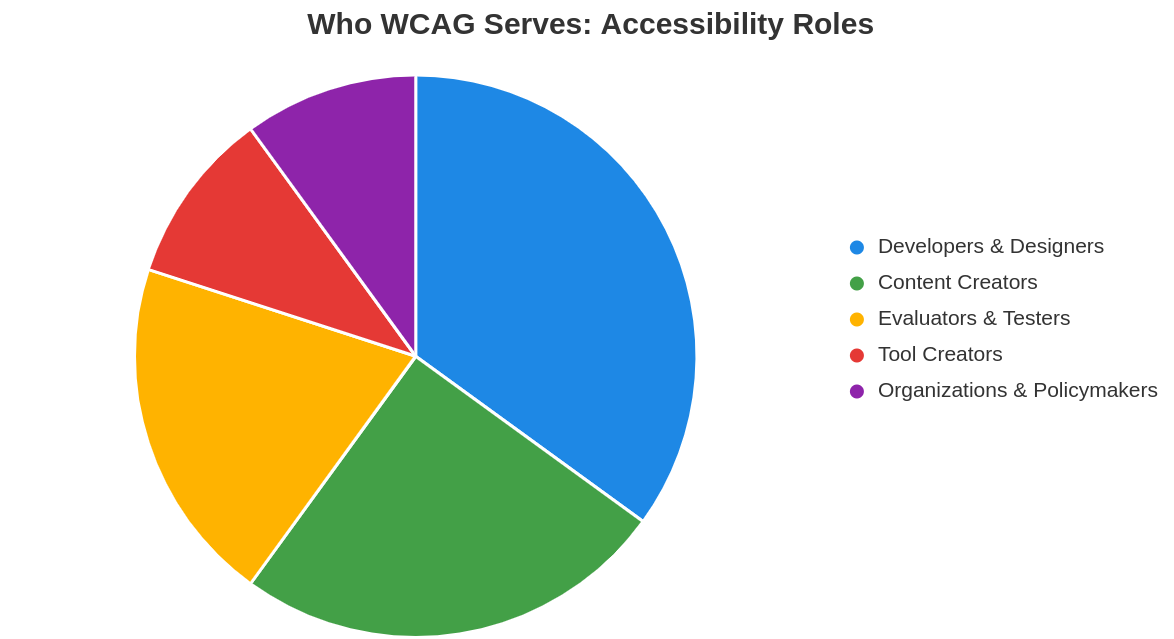 Who WCAG Serves: Accessibility Roles
Developers & Designers
Content Creators
Evaluators & Testers
Tool Creators
Organizations & Policymakers